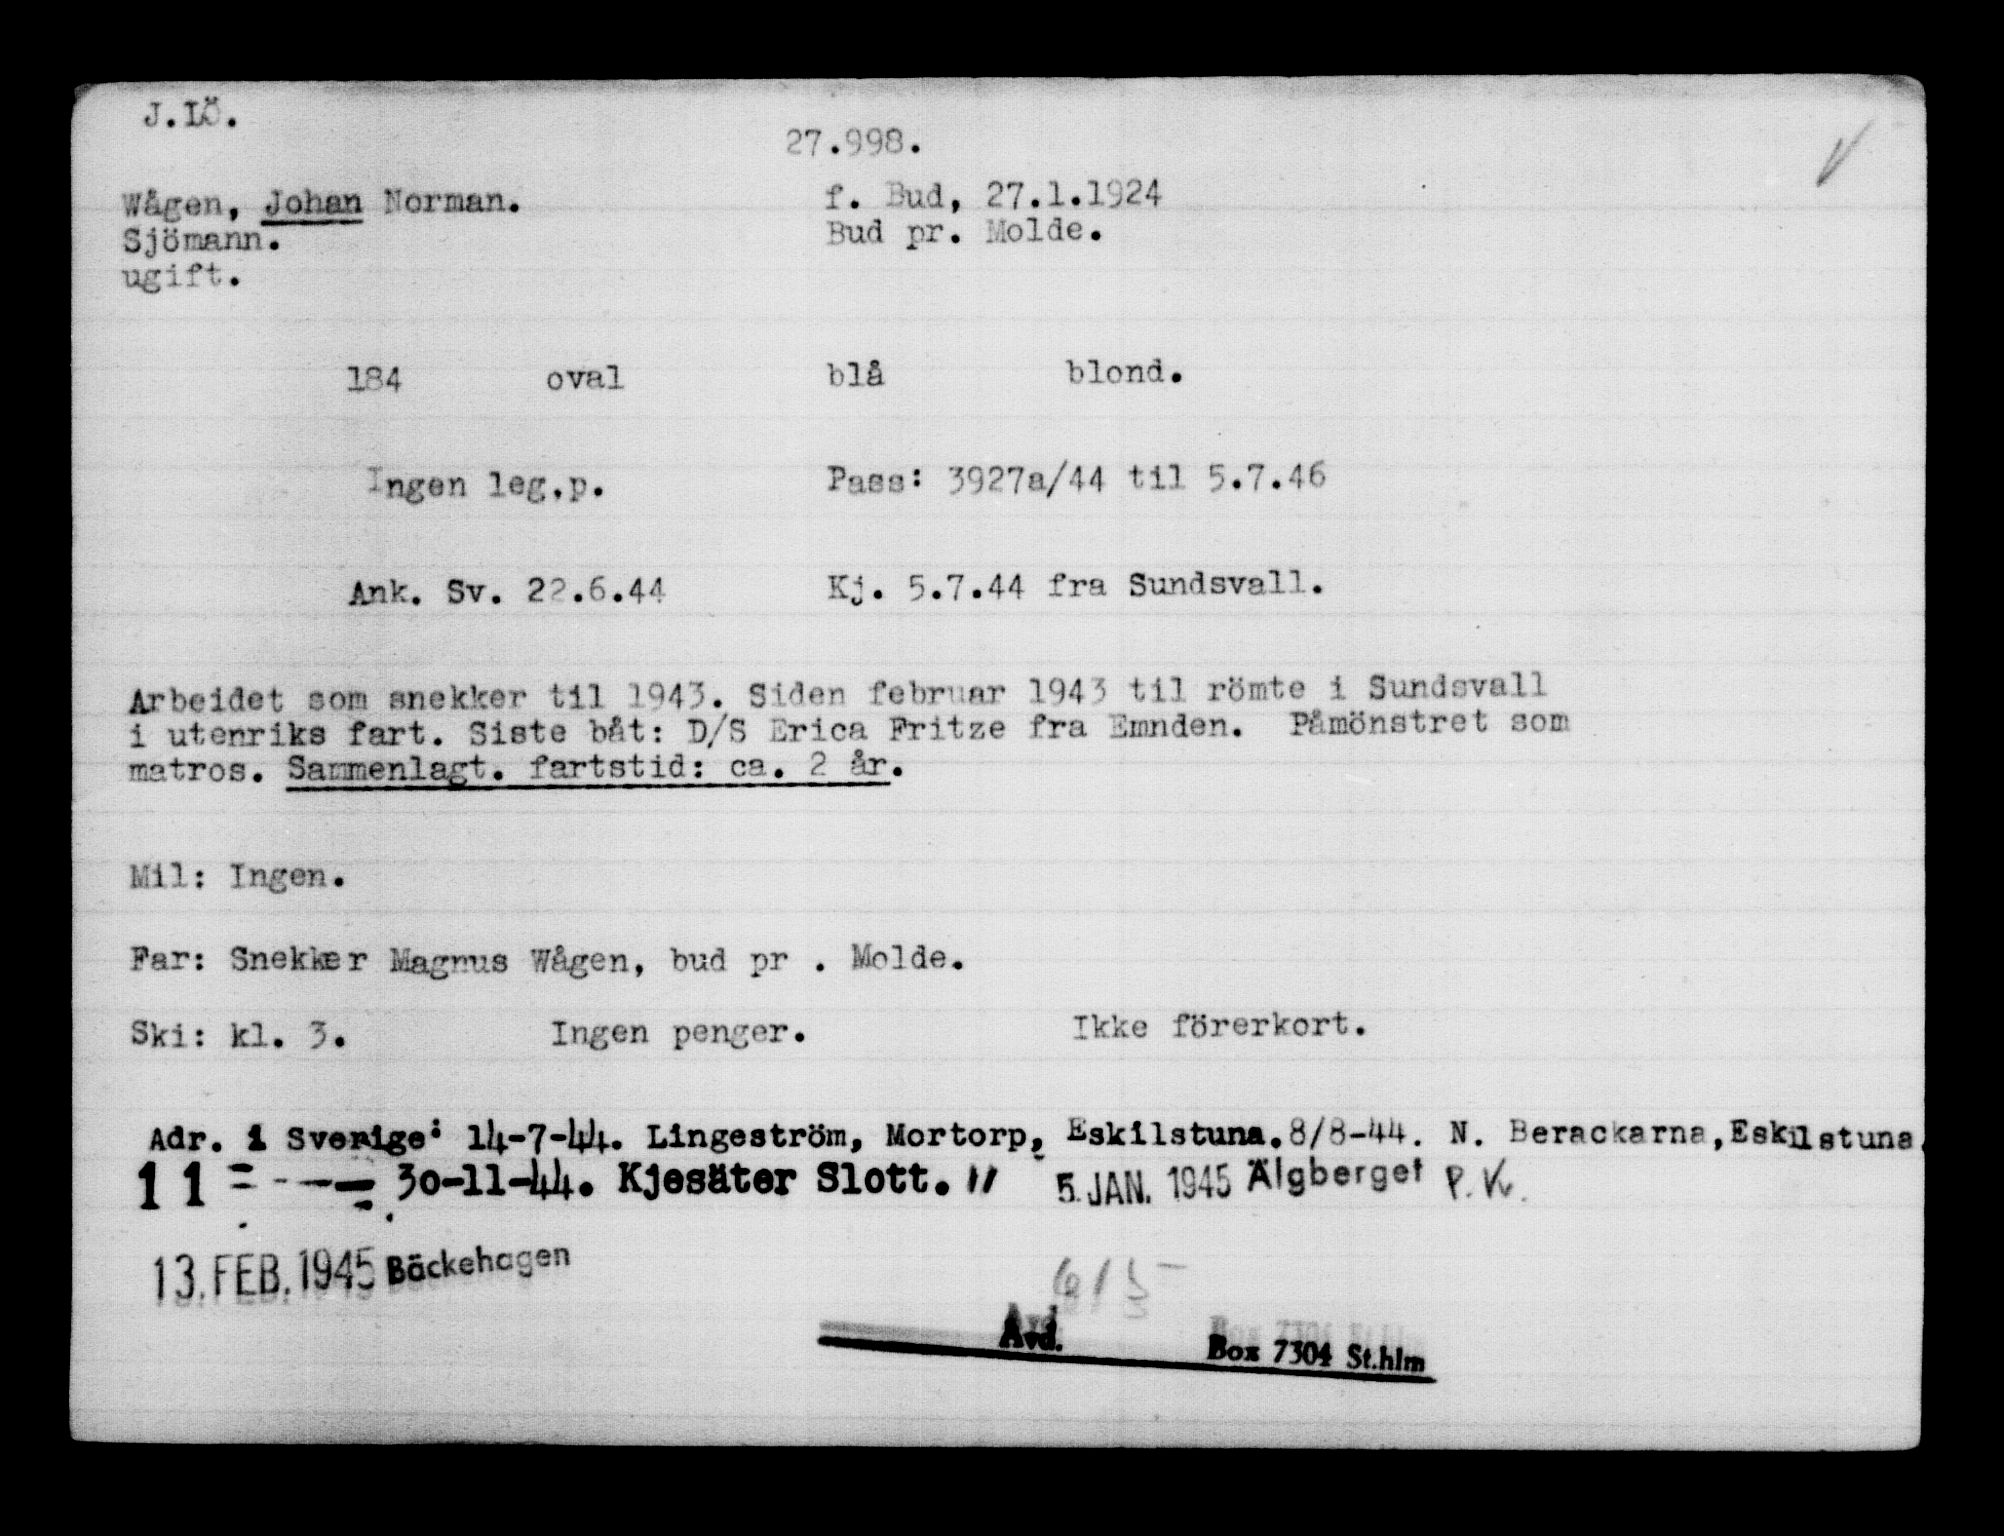 J.LÖ.
27.998.
Wågen, Johan Norman. f. Bud, 27.1.1924
Sjömann. Bud pr. Molde.
ugift.
184 oval blå blond.
Ingen leg.p. Pass: 3927a/44 til 5.7.46
Ank. Sv. 22.6.44 Kj. 5.7.44 fra Sundsvall.
Arbeidet som snekker til 1943. Siden februar 1943 til römte i Sundsvall
i utenriks fart. Siste båt: D/S Erica Fritze fra Emnden. Påmönstret som
matros. Sammenlagt. fartstid: ca. 2 år.
Mil: Ingen.
Far: Snekker Magnus Wågen, bud pr . Molde.
Ski: kl. 3. Ingen penger. Ikke förerkort.
Adr. i Sverige: 14-7-44. Lingeström, Mortorp, Eskilstuna. 8/8-44. N. Berackarna, Eskilstuna.
11 = ---- = 30-11-44. Kjesäter Slott. " 5. JAN. 1945 Älgberget P.K.
13. FEB. 1945 Bäckehagen
Avd. Box 7304 St.hlm